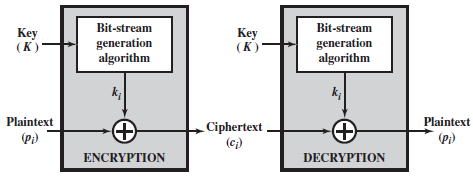 Key
(K)
Bit-stream
generation
algorithm
k_i
Plaintext
(p_i)
ENCRYPTION
Ciphertext
(c_i)
Key
(K)
Bit-stream
generation
algorithm
k_i
DECRYPTION
Plaintext
(p_i)